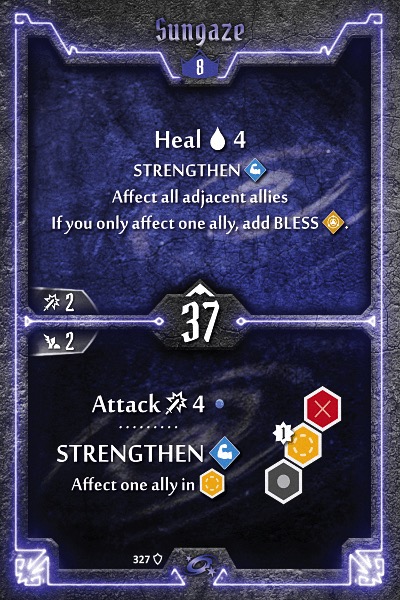 Sungaze
8
Heal 4
STRENGTHEN
Affect all adjacent allies
If you only affect one ally, add BLESS .
2
37
2
Attack 4
1
STRENGTHEN
Affect one ally in
327